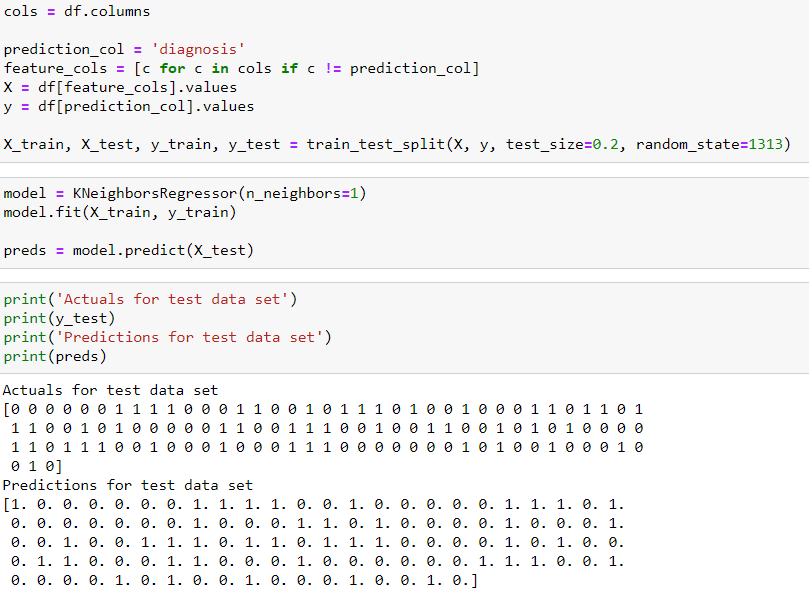 cols = df.columns
prediction_col = 'diagnosis'
feature_cols = [c for c in cols if c != prediction_col]
X = df[feature_cols].values
y = df[prediction_col].values
X_train, X_test, y_train, y_test = train_test_split(X, y, test_size=0.2, random_state=1313)
model = KNeighborsRegressor(n_neighbors=1)
model.fit(X_train, y_train)
preds = model.predict(X_test)
print('Actuals for test data set')
print(y_test)
print('Predictions for test data set')
print(preds)
Actuals for test data set
[0 0 0 0 0 0 1 1 1 1 0 0 0 1 1 0 0 1 0 1 1 1 0 1 0 0 1 0 0 0 1 1 0 1 1 0 1
1 1 0 0 1 0 1 0 0 0 0 0 1 1 0 0 1 1 1 0 0 1 0 0 1 1 0 0 1 0 1 0 1 0 0 0 0
1 1 0 1 1 1 0 0 1 0 0 0 1 0 0 0 1 1 1 0 0 0 0 0 0 0 1 0 1 0 0 1 0 0 0 1 0
0 1 0]
Predictions for test data set
[1. 0. 0. 0. 0. 0. 0. 1. 1. 1. 1. 0. 0. 1. 0. 0. 0. 0. 0. 1. 1. 1. 0. 1.
0. 0. 0. 0. 0. 0. 0. 1. 0. 0. 0. 1. 1. 0. 1. 0. 0. 0. 0. 1. 0. 0. 0. 1.
0. 0. 1. 0. 0. 1. 1. 1. 0. 1. 1. 0. 1. 1. 1. 0. 0. 0. 0. 1. 0. 1. 0. 0.
0. 1. 1. 0. 0. 0. 1. 1. 0. 0. 0. 1. 0. 0. 0. 0. 0. 0. 1. 1. 1. 0. 0. 1.
0. 0. 0. 0. 1. 0. 1. 0. 0. 1. 0. 0. 0. 1. 0. 0. 1. 0.]